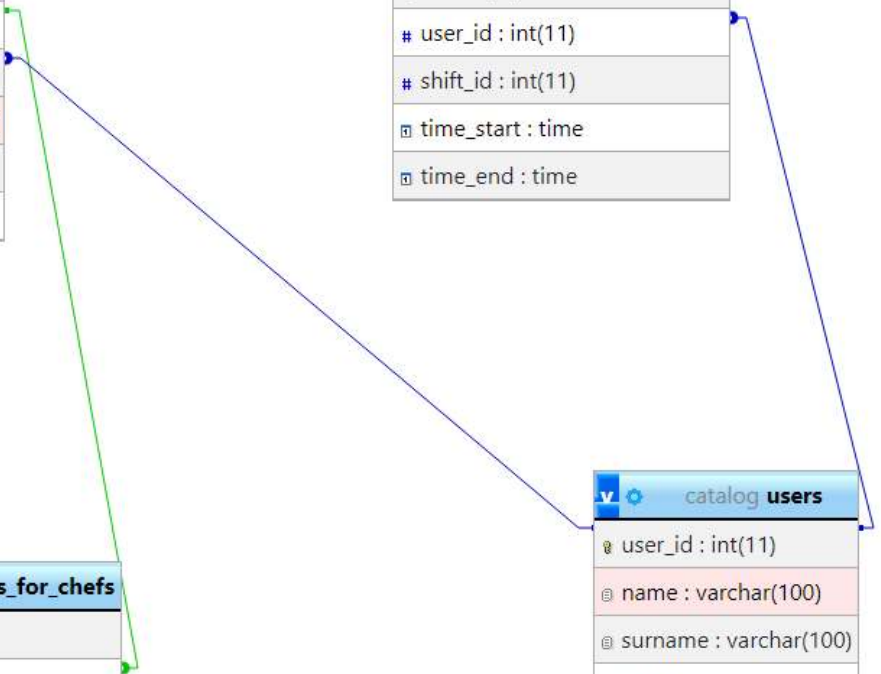 # user_id : int(11)
# shift_id : int(11)
time_start : time
time_end : time
v catalog users
user_id : int(11)
name : varchar(100)
surname : varchar(100)
s_for_chefs